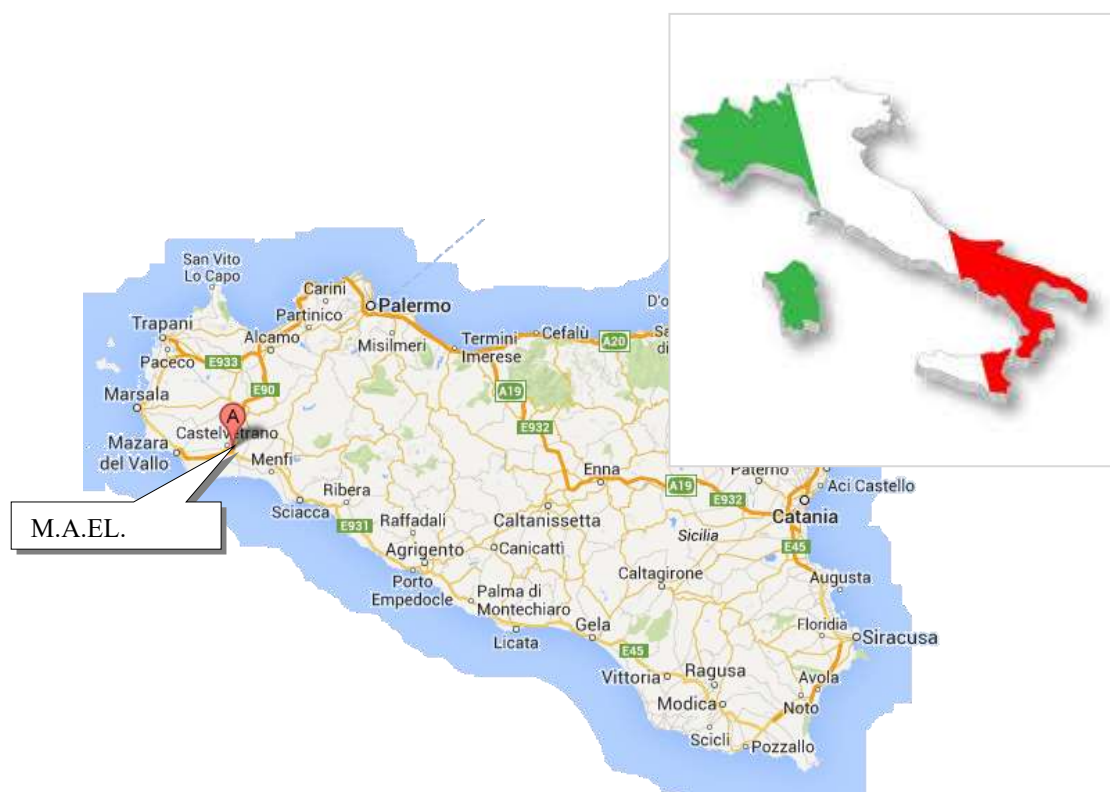 San Vito
Lo Capo
Carini
Palermo
Trapani
Partinico
D'o
Cefalù
Sa
di
A20
Alcamo
Misilmeri
Termini
Imerese
Paceco
E933
E90
A19
Marsala
A
E932
Castelvetrano
Mazara
del Vallo
Menfi
Enna
Paternò
Ribera
A19
Aci Castello
E932
Sciacca
Caltanissetta
Catania
M.A.EL.
E931
Raffadali
Sicilia
Agrigento
Canicattì
E45
Porto
Empedocle
Caltagirone
Augusta
Palma di
Montechiaro
Gela
Floridia
Licata
Siracusa
E45
Vittoria
Ragusa
Avola
Modica
Noto
Scicli
Pozzallo